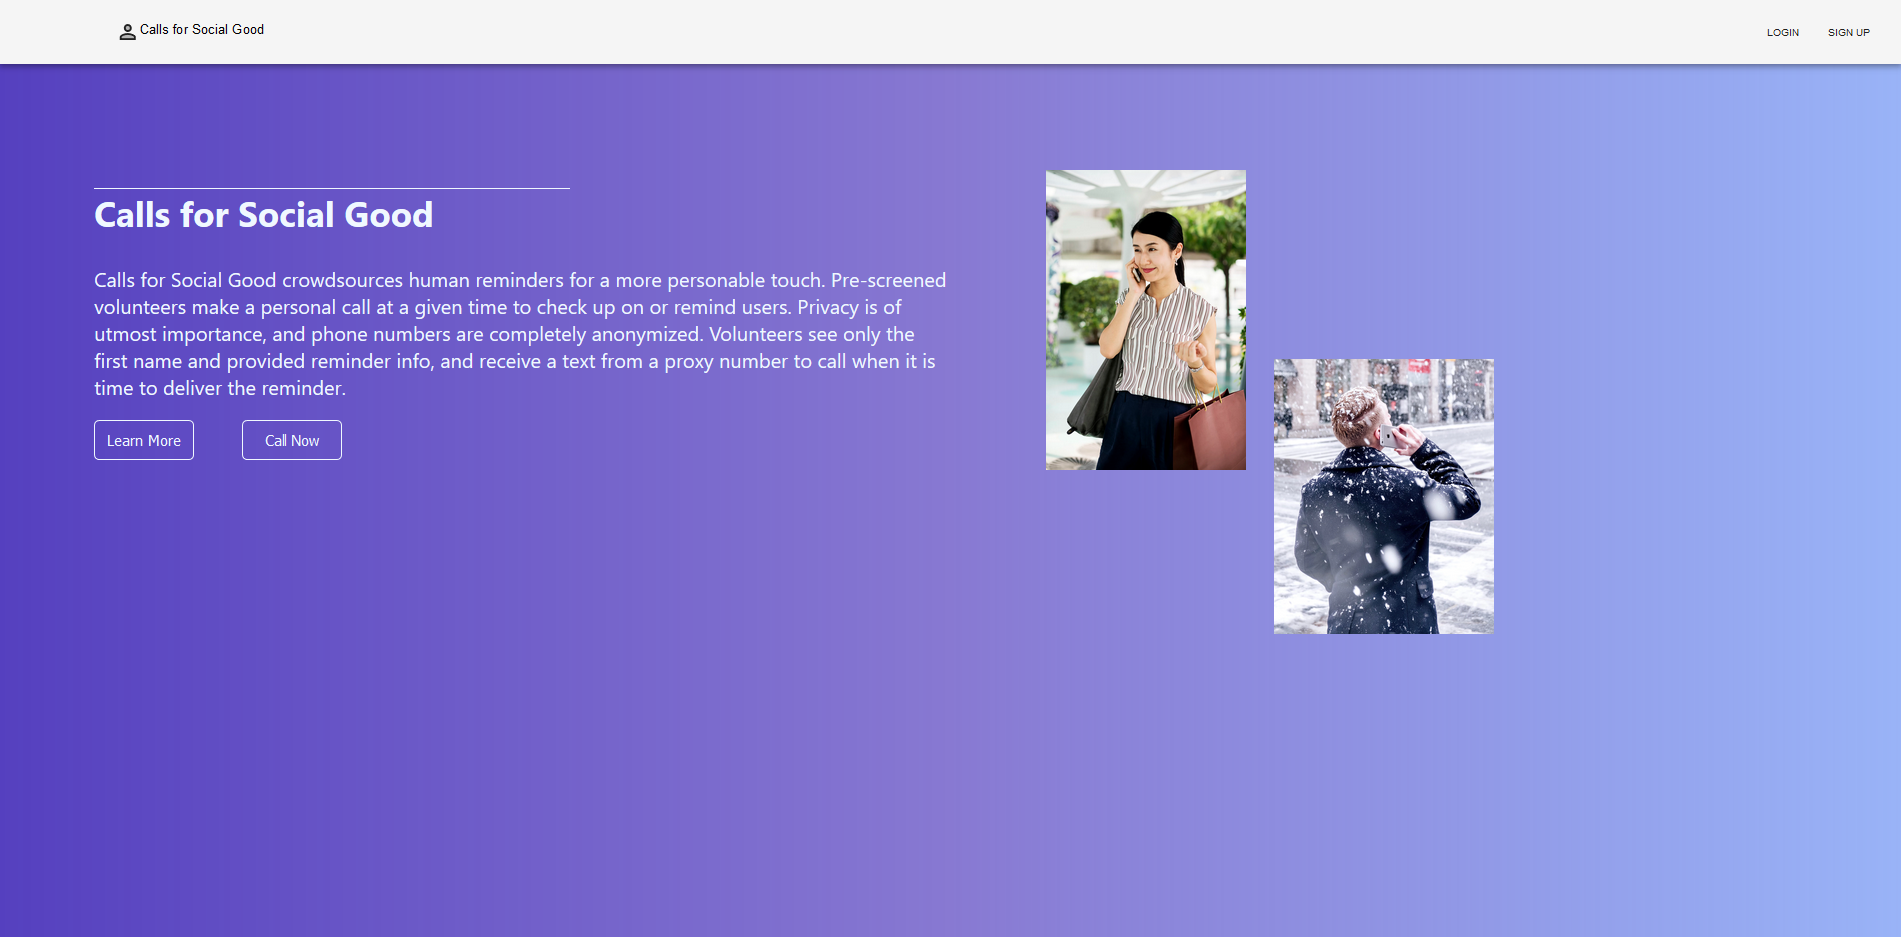 Calls for Social Good
LOGIN
SIGN UP
Calls for Social Good
Calls for Social Good crowdsources human reminders for a more personable touch. Pre-screened
volunteers make a personal call at a given time to check up on or remind users. Privacy is of
utmost importance, and phone numbers are completely anonymized. Volunteers see only the
first name and provided reminder info, and receive a text from a proxy number to call when it is
time to deliver the reminder.
Learn More
Call Now